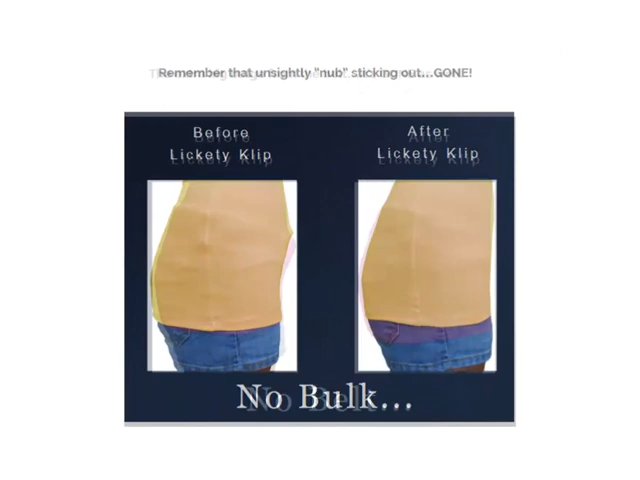 Remember that unsightly "nub" sticking out...GONE!
Before
Lickety Klip
After
Lickety Klip
No Bulk...